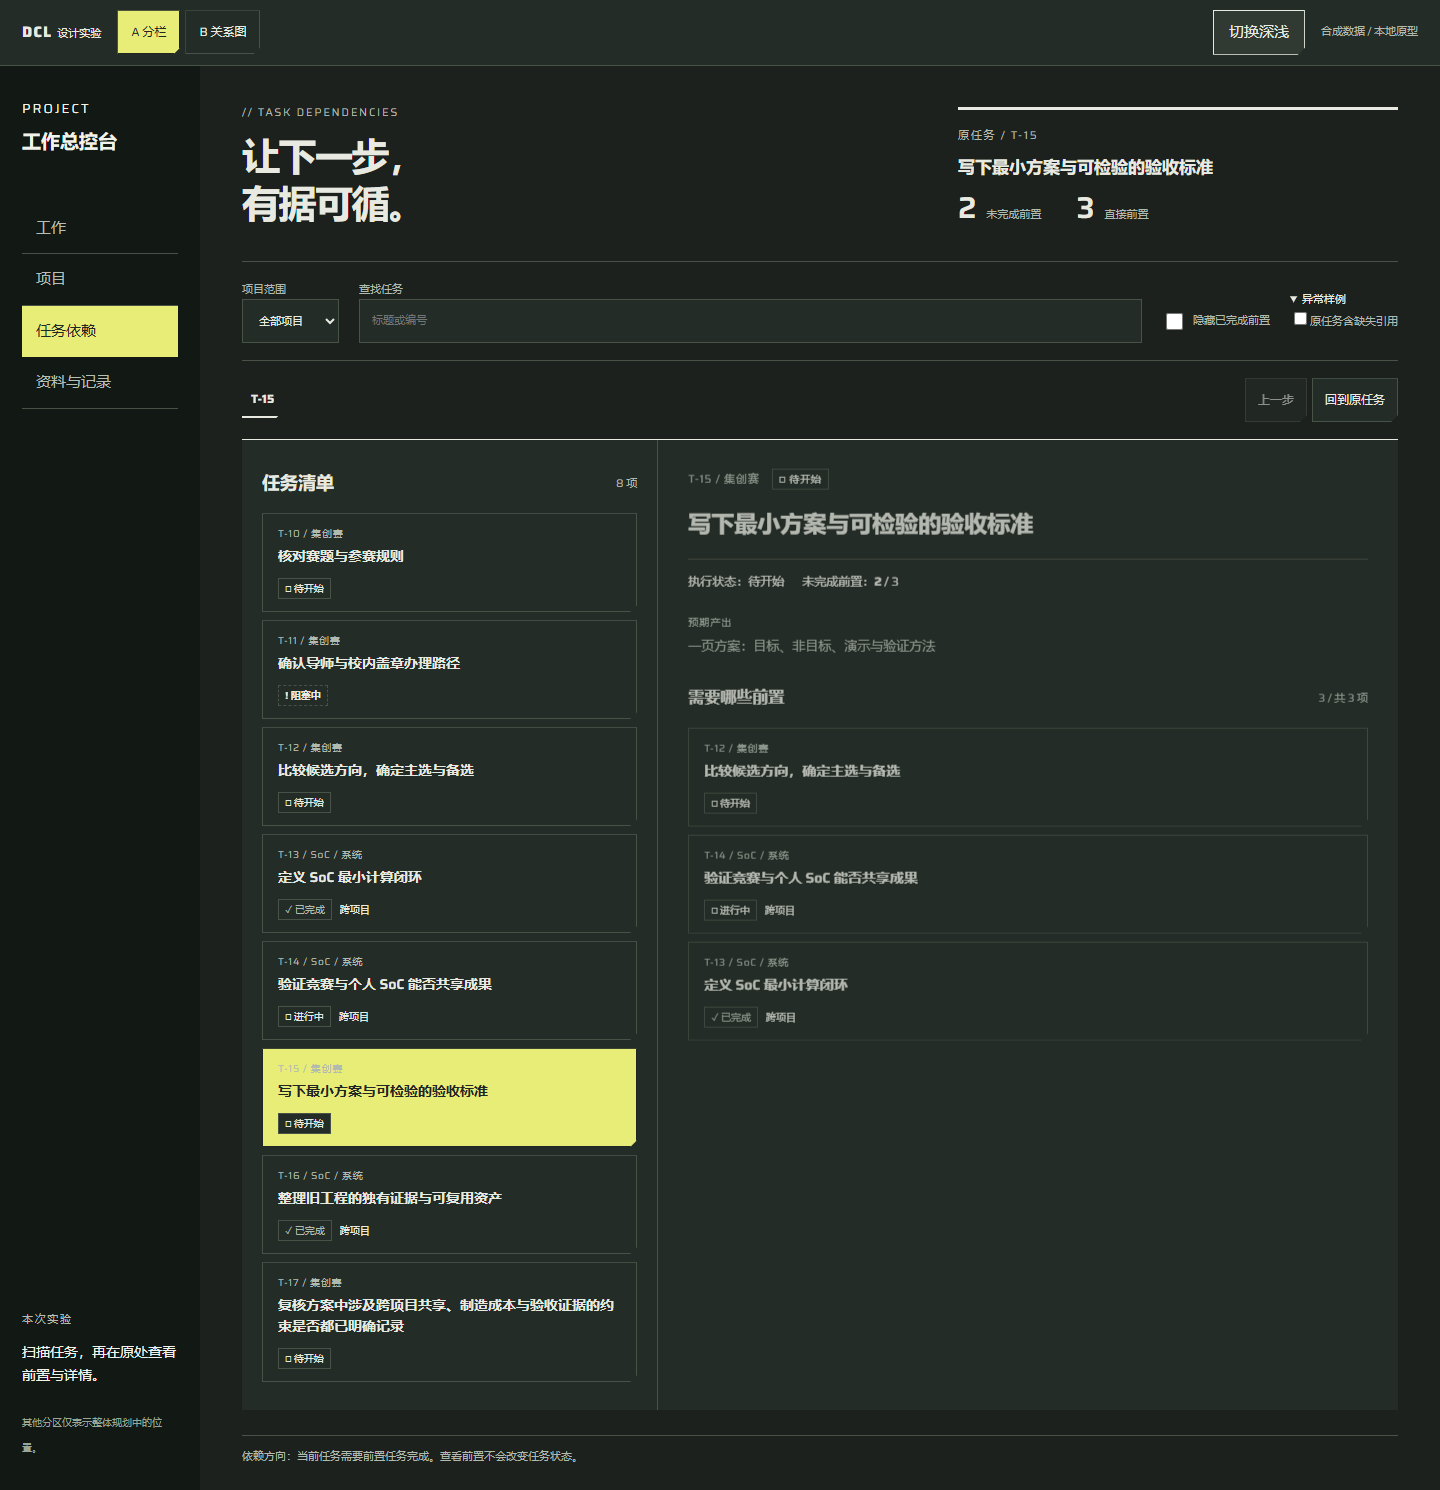 DCL 设计实验
A 分栏
B 关系图
切换深浅
合成数据 / 本地原型
PROJECT
工作总控台
工作
项目
任务依赖
资料与记录
本次实验
扫描任务，再在原处查看
前置与详情。
其他分区仅表示整体规划中的位
置。
// TASK DEPENDENCIES
让下一步，
有据可循。
原任务 / T-15
写下最小方案与可检验的验收标准
2 未完成前置
3 直接前置
项目范围
全部项目
查找任务
标题或编号
隐藏已完成前置
▼ 异常样例
原任务含缺失引用
T-15
上一步
回到原任务
任务清单
8 项
T-10 / 集创赛
核对赛题与参赛规则
待开始
T-11 / 集创赛
确认导师与校内盖章办理路径
! 阻塞中
T-12 / 集创赛
比较候选方向，确定主选与备选
待开始
T-13 / SoC / 系统
定义 SoC 最小计算闭环
✓ 已完成 跨项目
T-14 / SoC / 系统
验证竞赛与个人 SoC 能否共享成果
进行中 跨项目
T-15 / 集创赛
写下最小方案与可检验的验收标准
待开始
T-16 / SoC / 系统
整理旧工程的独有证据与可复用资产
✓ 已完成 跨项目
T-17 / 集创赛
复核方案中涉及跨项目共享、制造成本与验收证据的约
束是否都已明确记录
待开始
T-15 / 集创赛 待开始
写下最小方案与可检验的验收标准
执行状态：待开始 未完成前置：2 / 3
预期产出
一页方案：目标、非目标、演示与验证方法
需要哪些前置
3 / 共 3 项
T-12 / 集创赛
比较候选方向，确定主选与备选
待开始
T-14 / SoC / 系统
验证竞赛与个人 SoC 能否共享成果
进行中 跨项目
T-13 / SoC / 系统
定义 SoC 最小计算闭环
✓ 已完成 跨项目
依赖方向：当前任务需要前置任务完成。查看前置不会改变任务状态。